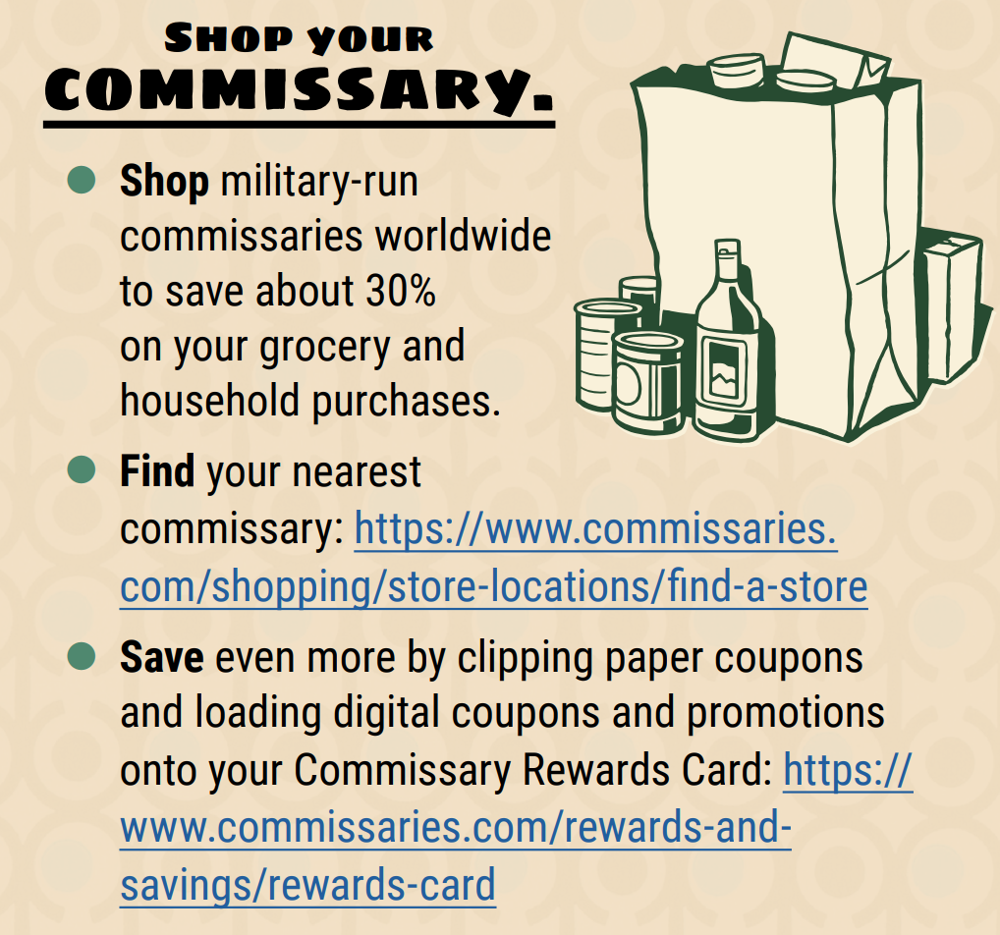 SHOP YOUR
COMMISSARY.
Shop military-run
commissaries worldwide
to save about 30%
on your grocery and
household purchases.
Find your nearest
commissary: https://www.commissaries.
com/shopping/store-locations/find-a-store
Save even more by clipping paper coupons
and loading digital coupons and promotions
onto your Commissary Rewards Card: https://
www.commissaries.com/rewards-and-
savings/rewards-card